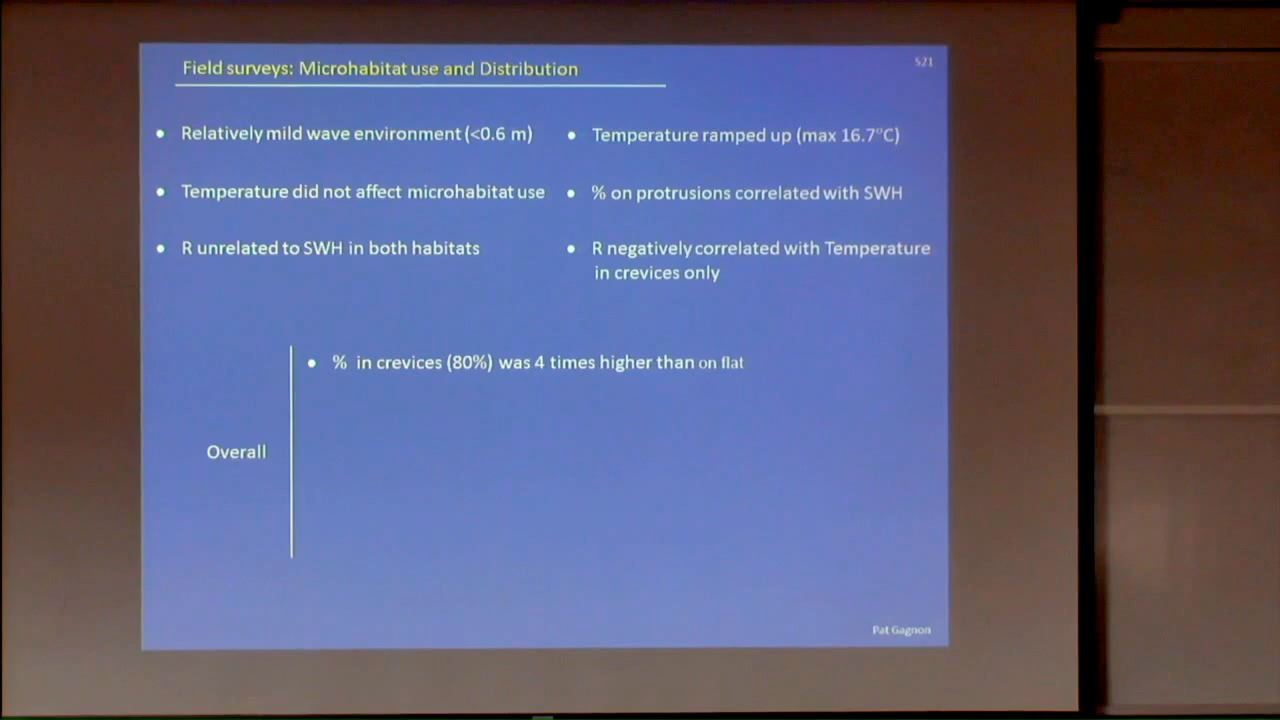 Field surveys: Microhabitat use and Distribution
S21
• Relatively mild wave environment (<0.6 m)
• Temperature ramped up (max 16.7°C)
• Temperature did not affect microhabitat use
• % on protrusions correlated with SWH
• R unrelated to SWH in both habitats
• R negatively correlated with Temperature
in crevices only
• % in crevices (80%) was 4 times higher than on flat
Overall
Pat Gagnon